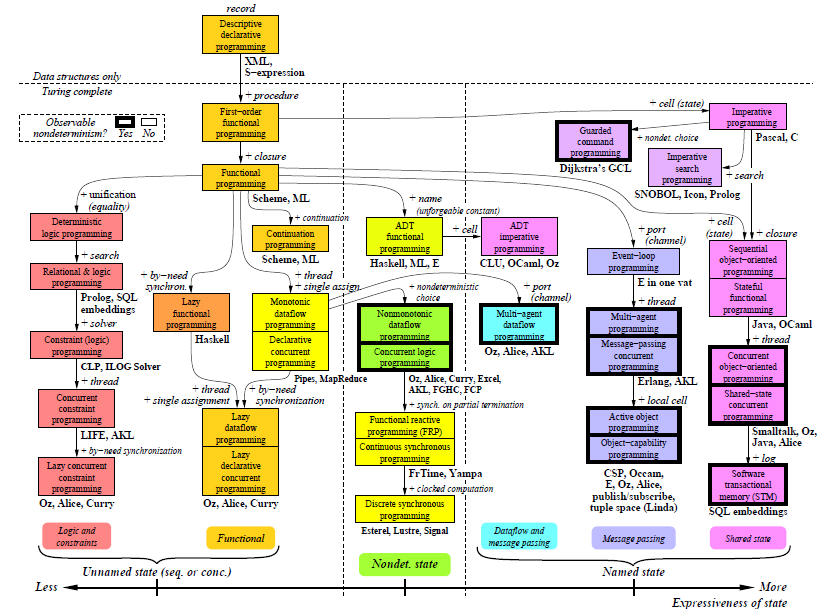 record
Descriptive
declarative
programming
XML,
S−expression
Data structures only
Turing complete
+ procedure
Observable
nondeterminism?
Yes
No
First−order
functional
programming
+ cell (state)
Imperative
programming
Pascal, C
+ nondet. choice
Guarded
command
programming
Dijkstra's GCL
+ search
Imperative
search
programming
SNOBOL, Icon, Prolog
+ closure
Functional
programming
Scheme, ML
+ unification
(equality)
Deterministic
logic programming
+ search
Relational & logic
programming
Prolog, SQL
embeddings
+ solver
Constraint (logic)
programming
CLP, ILOG Solver
+ thread
Concurrent
constraint
programming
LIFE, AKL
+ by−need synchronization
Lazy concurrent
constraint
programming
Oz, Alice, Curry
+ continuation
Continuation
programming
Scheme, ML
+ by−need
synchron.
Lazy
functional
programming
Haskell
+ thread
+ single assign.
Monotonic
dataflow
programming
Declarative
concurrent
programming
Pipes, MapReduce
+ thread
+ single assignment
+ by−need
synchronization
Lazy
dataflow
programming
Lazy
declarative
concurrent
programming
Oz, Alice, Curry
+ name
(unforgeable constant)
ADT
functional
programming
Haskell, ML, E
+ cell
ADT
imperative
programming
CLU, OCaml, Oz
+ nondeterministic
choice
Nonmonotonic
dataflow
programming
Concurrent logic
programming
Oz, Alice, Curry, Excel,
AKL, FGHC, FCP
+ synch. on partial termination
Functional reactive
programming (FRP)
Continuous synchronous
programming
FrTime, Yampa
+ clocked computation
Discrete synchronous
programming
Esterel, Lustre, Signal
+ port
(channel)
Multi−agent
dataflow
programming
Oz, Alice, AKL
+ port
(channel)
Event−loop
programming
E in one vat
+ thread
Multi−agent
programming
Message−passing
concurrent
programming
Erlang, AKL
+ local cell
Active object
programming
Object−capability
programming
CSP, Occam,
E, Oz, Alice,
publish/subscribe,
tuple space (Linda)
+ cell
(state)
+ closure
Sequential
object−oriented
programming
Stateful
functional
programming
Java, OCaml
+ thread
Concurrent
object−oriented
programming
Shared−state
concurrent
programming
Smalltalk, Oz,
Java, Alice
+ log
Software
transactional
memory (STM)
SQL embeddings
Logic and
constraints
Functional
Nondet. state
Dataflow and
message passing
Message passing
Shared state
Unnamed state (seq. or conc.)
Named state
Less
More
Expressiveness of state